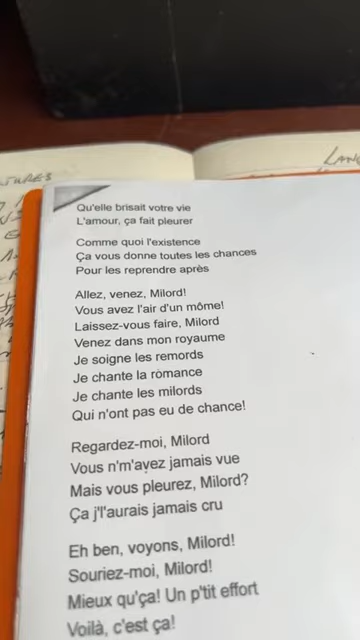 TURES
LANG
Qu'elle brisait votre vie
L'amour, ça fait pleurer
Comme quoi l'existence
Ça vous donne toutes les chances
Pour les reprendre après
Allez, venez, Milord!
Vous avez l'air d'un môme!
Laissez-vous faire, Milord
Venez dans mon royaume
Je soigne les remords
Je chante la romance
Je chante les milords
Qui n'ont pas eu de chance!
Regardez-moi, Milord
Vous n'm'ayez jamais vue
Mais vous pleurez, Milord?
Ça j'l'aurais jamais cru
Eh ben, voyons, Milord!
Souriez-moi, Milord!
Mieux qu'ça! Un p'tit effort
Voilà, c'est ça!